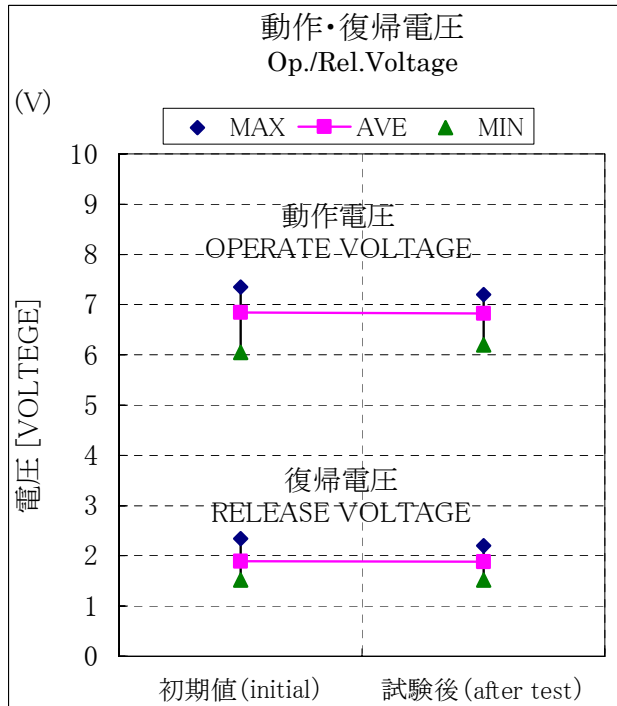 動作・復帰電圧
Op./Rel.Voltage
(V)
MAX AVE MIN
10
9
8
7
6
5
4
3
2
1
0
電圧 [VOLTEGE]
動作電圧
OPERATE VOLTAGE
復帰電圧
RELEASE VOLTAGE
初期値(initial) 試験後(after test)